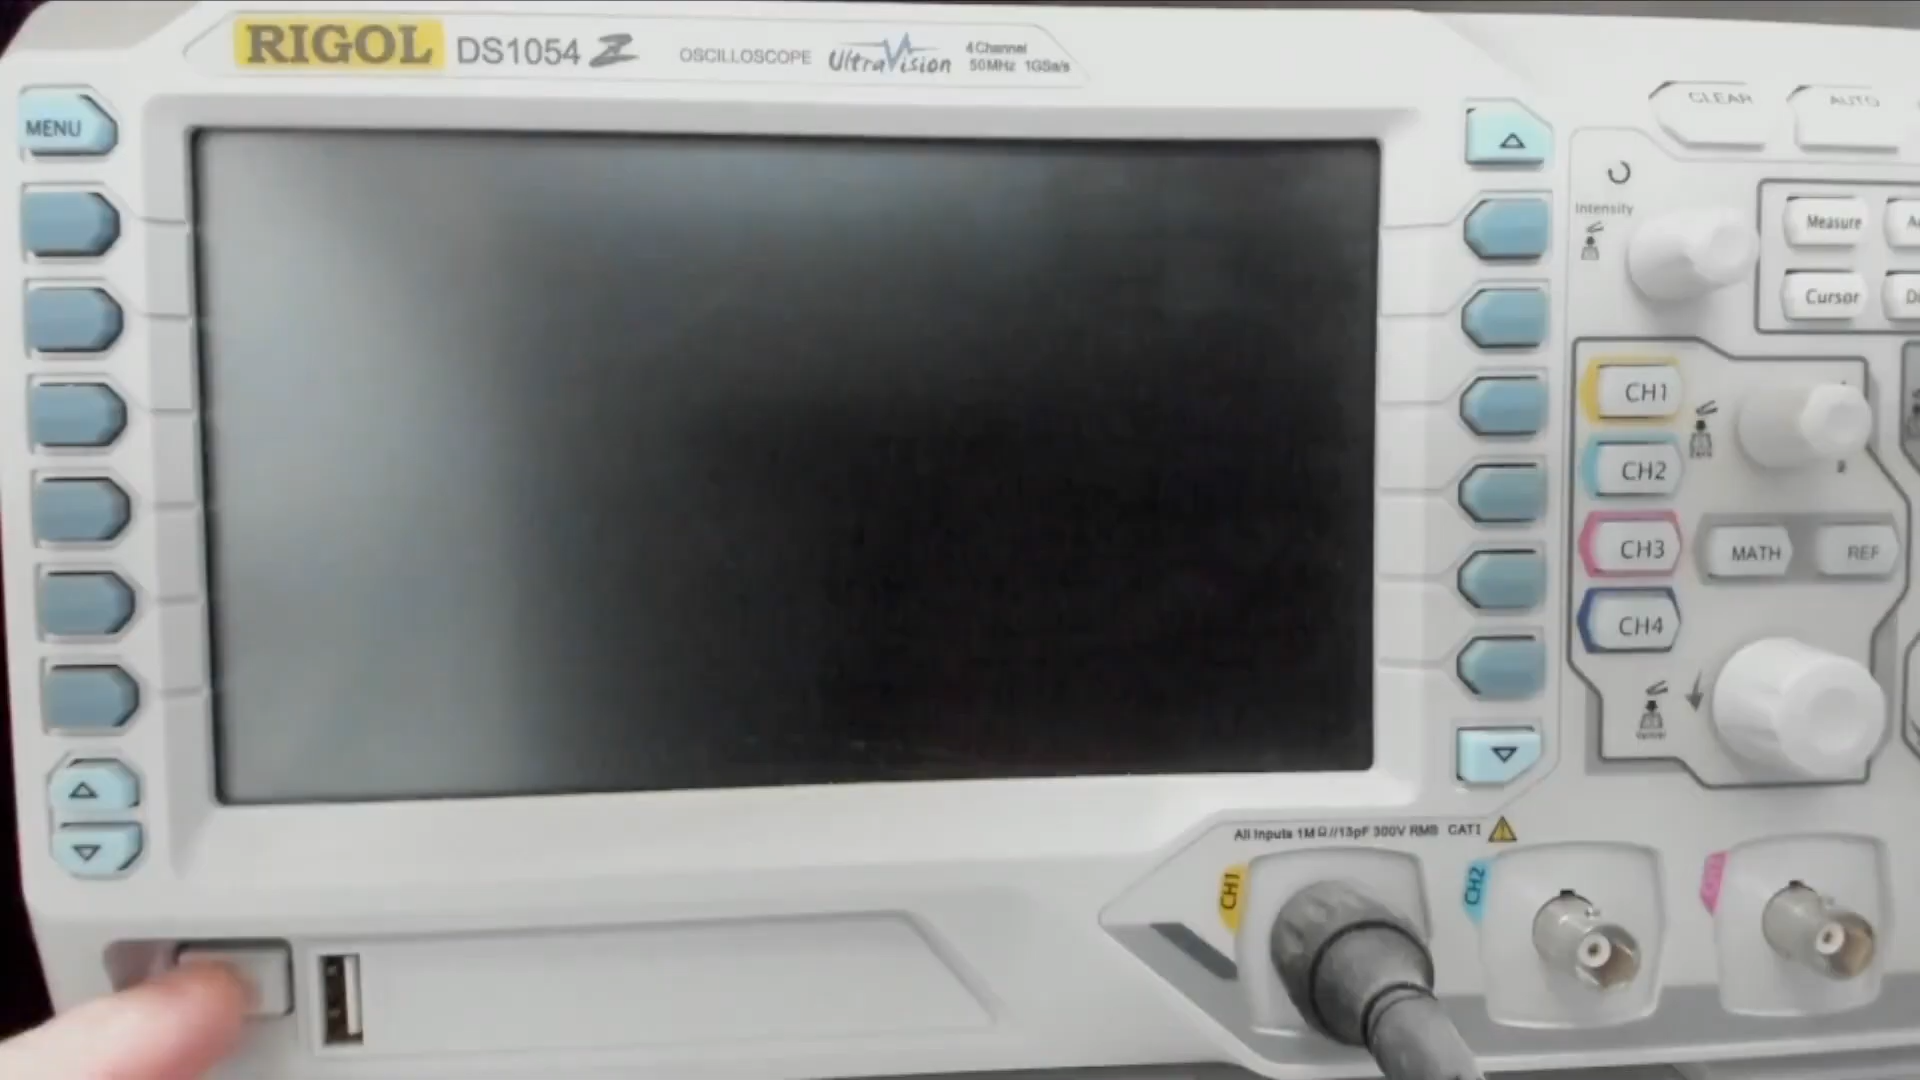 RIGOL DS1054 Z OSCILLOSCOPE UltraVision 4 Channel
50MHz 1GSa/s
MENU
CLEAR AUTO
Intensity
Measure
Cursor
CH1
CH2
CH3
MATH REF
CH4
All Inputs 1MΩ//13pF 300V RMS CAT I
CH1 CH2